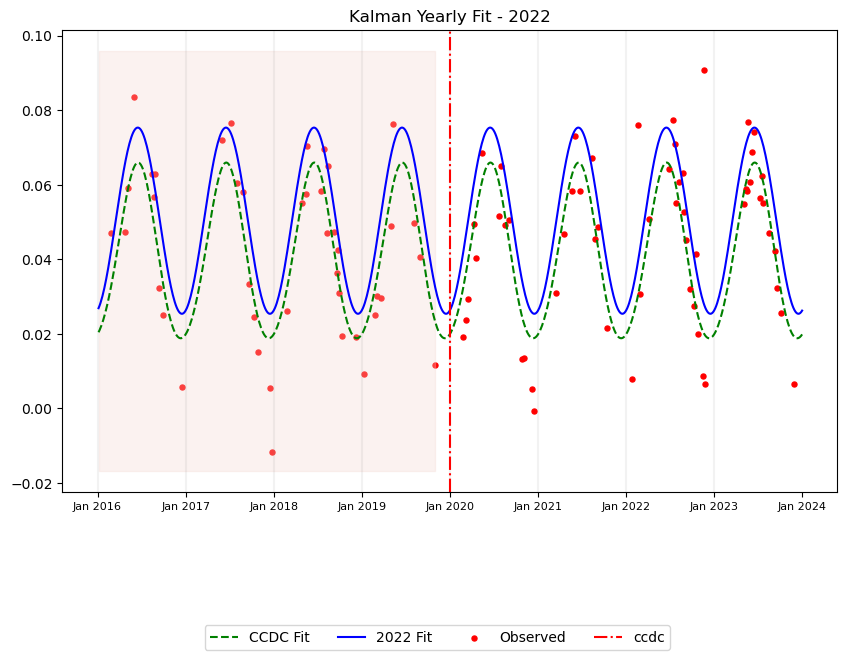 Kalman Yearly Fit - 2022
0.10
0.08
0.06
0.04
0.02
0.00
−0.02
Jan 2016 Jan 2017 Jan 2018 Jan 2019 Jan 2020 Jan 2021 Jan 2022 Jan 2023 Jan 2024
CCDC Fit 2022 Fit Observed ccdc